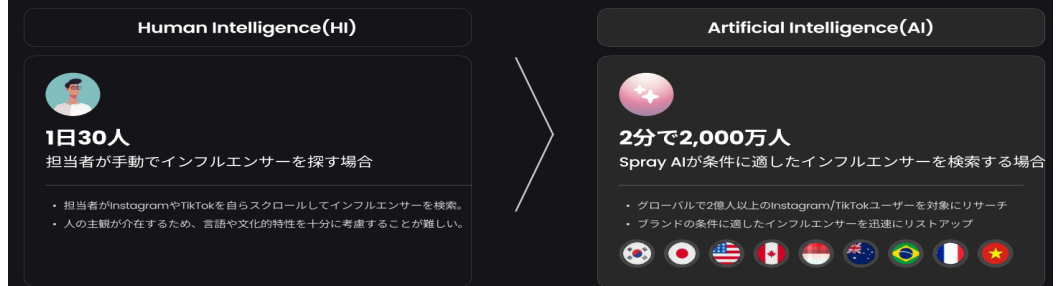 Human Intelligence(HI)
1日30人
担当者が手動でインフルエンサーを探す場合
・担当者がInstagramやTikTokを自らスクロールしてインフルエンサーを検索。
・人の主観が介在するため、言語や文化的特性を十分に考慮することが難しい。
Artificial Intelligence(AI)
2分で2,000万人
Spray AIが条件に適したインフルエンサーを検索する場合
・グローバルで2億人以上のInstagram/TikTokユーザーを対象にリサーチ
・ブランドの条件に適したインフルエンサーを迅速にリストアップ